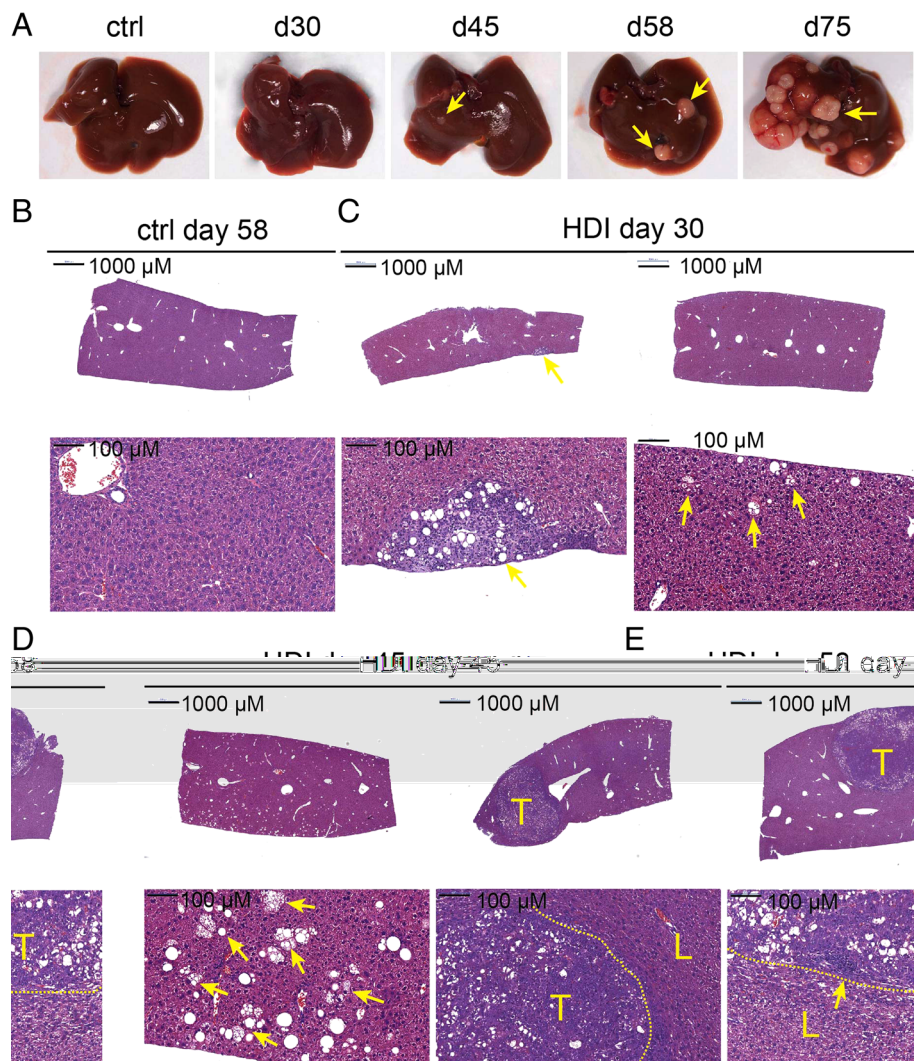 A
ctrl d30 d45 d58 d75
B C
ctrl day 58 HDI day 30
1000 µM 1000 µM 1000 µM
100 µM 100 µM 100 µM
D E
1000 µM 1000 µM 1000 µM
T T
100 µM 100 µM 100 µM
T L
T L